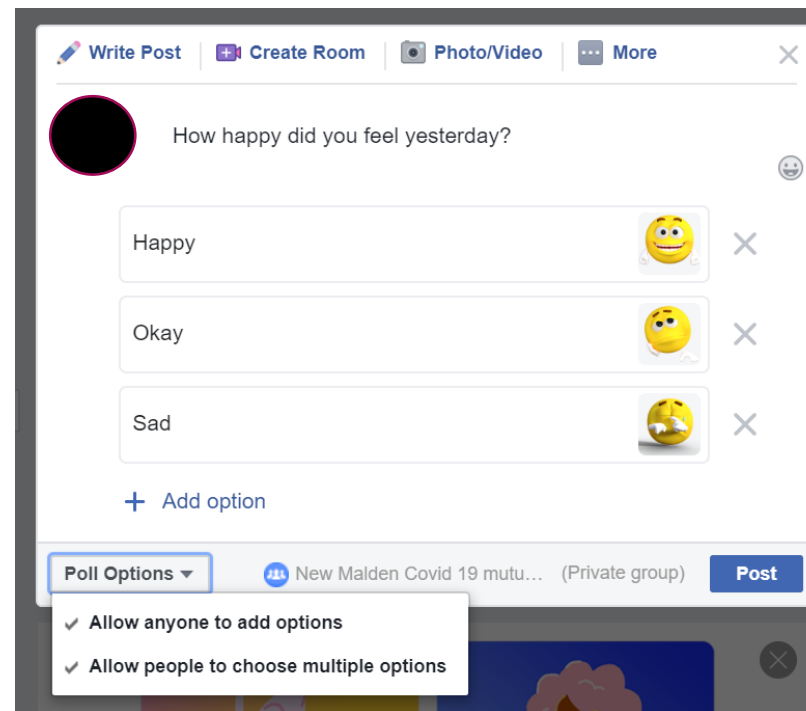 Write Post Create Room Photo/Video More
How happy did you feel yesterday?
Happy
Okay
Sad
Add option
Poll Options New Malden Covid 19 mutu... (Private group) Post
Allow anyone to add options
Allow people to choose multiple options